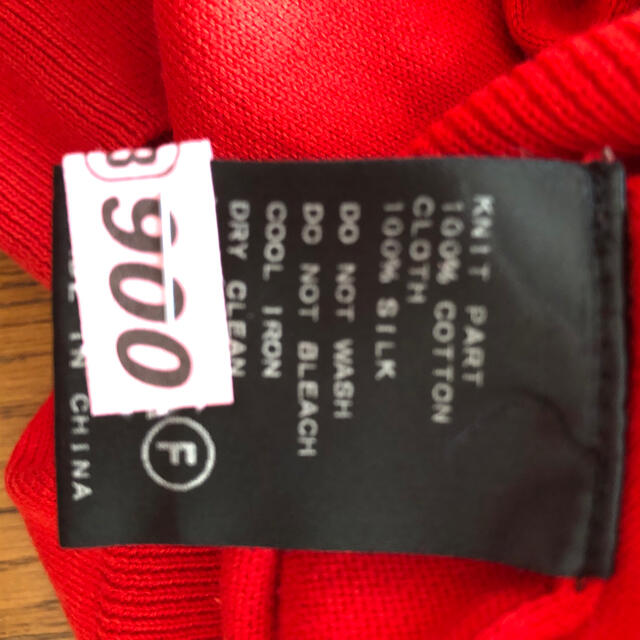 KNIT PART
100% COTTON
CLOTH
100% SILK
DO NOT WASH
DO NOT BLEACH
COOL IRON
DRY CLEAN
F
IN CHINA
900